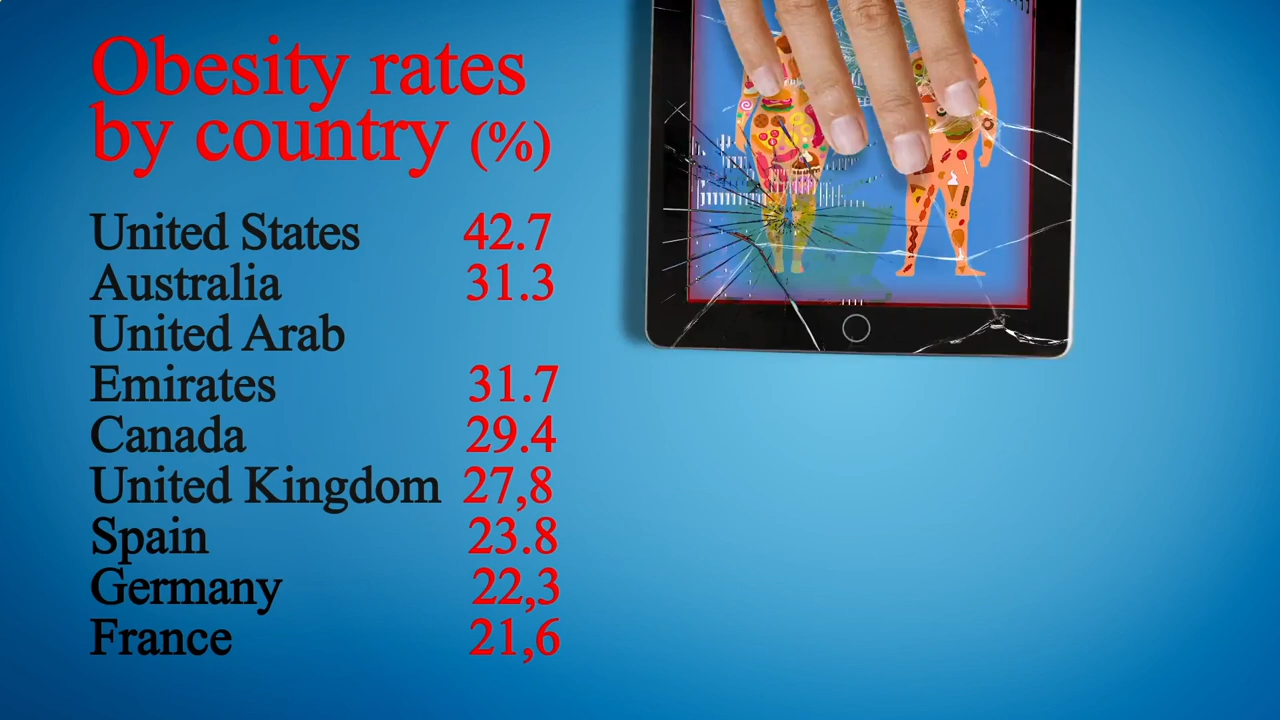 Obesity rates
by country (%)
United States 42.7
Australia 31.3
United Arab
Emirates 31.7
Canada 29.4
United Kingdom 27,8
Spain 23.8
Germany 22,3
France 21,6